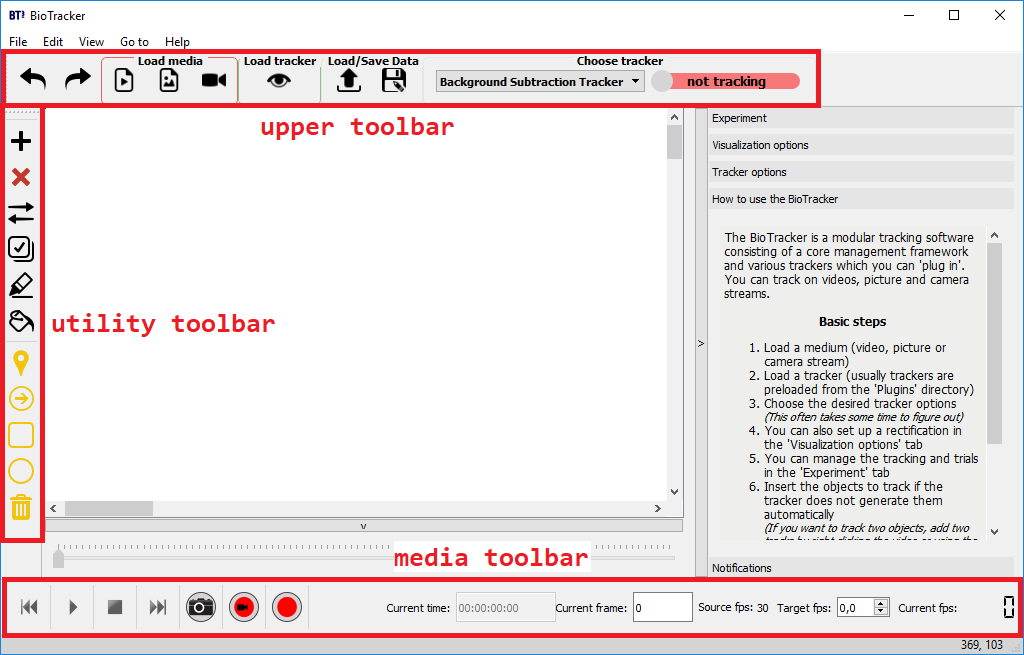 BT? BioTracker
File Edit View Go to Help
Load media Load tracker Load/Save Data Choose tracker
Background Subtraction Tracker not tracking
upper toolbar
utility toolbar
Experiment
Visualization options
Tracker options
How to use the BioTracker
The BioTracker is a modular tracking software
consisting of a core management framework
and various trackers which you can 'plug in'.
You can track on videos, picture and camera
streams.
Basic steps
1. Load a medium (video, picture or
camera stream)
2. Load a tracker (usually trackers are
preloaded from the 'Plugins' directory)
3. Choose the desired tracker options
(This often takes some time to figure out)
4. You can also set up a rectification in
the 'Visualization options' tab
5. You can manage the tracking and trials
in the 'Experiment' tab
6. Insert the objects to track if the
tracker does not generate them
automatically
(If you want to track two objects, add two
media toolbar
Notifications
Current time: 00:00:00:00 Current frame: 0 Source fps: 30 Target fps: 0,0 Current fps: 0
369, 103